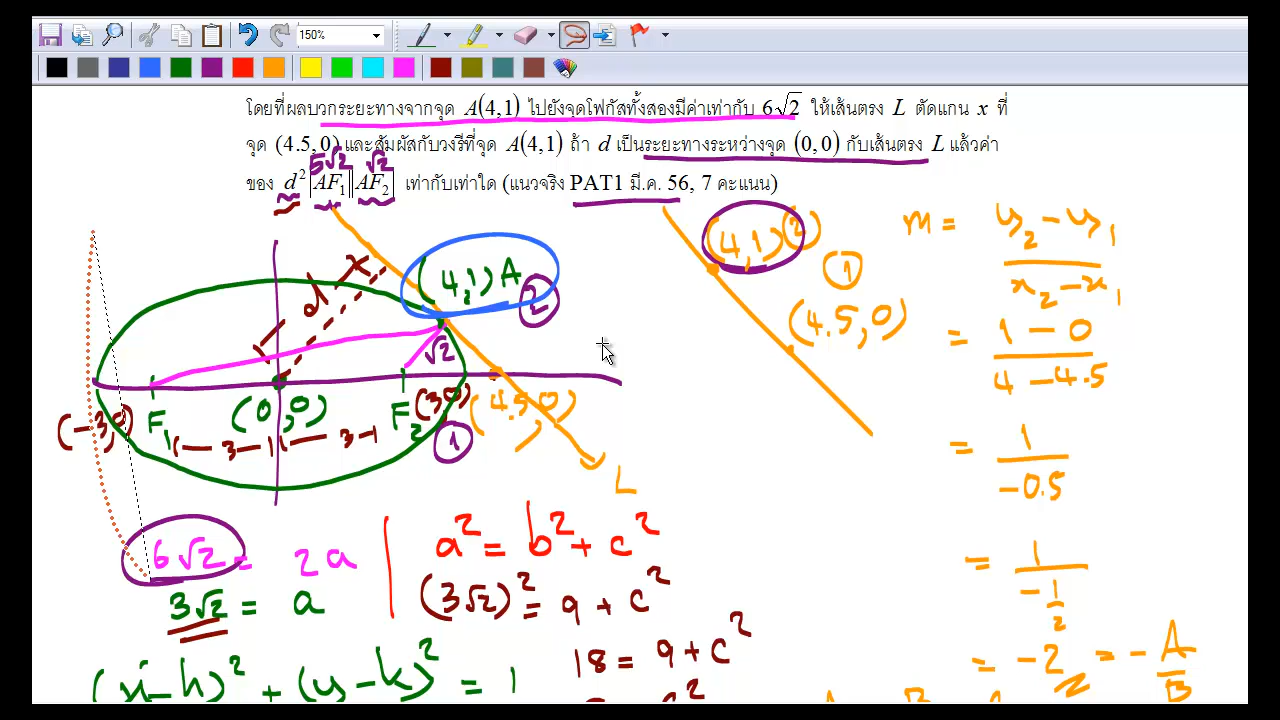 150%
โดยที่ผลบวกระยะทางจากจุด A(4,1) ไปยังจุดโฟกัสทั้งสองมีค่าเท่ากับ 6√2 ให้เส้นตรง L ตัดแกน x ที่
จุด (4.5,0) และสัมผัสกับวงรีที่จุด A(4,1) ถ้า d เป็นระยะทางระหว่างจุด (0,0) กับเส้นตรง L แล้วค่า
5√2 √2
ของ d²|AF₁||AF₂| เท่ากับเท่าใด (แนวจริง PAT1 มี.ค. 56, 7 คะแนน)
(4,1) A
2
d
√2
(-3,0)
F₁
(0,0)
F₂
(3,0)
(4.5,0)
3
3
1
L
(4,1) 2
1
(4.5,0)
m = y₂-y₁
x₂-x₁
= 1-0
4-4.5
= 1
-0.5
= 1
-1
2
= -2 = -A
B
6√2 = 2a
3√2 = a
a² = b² + c²
(3√2)² = 9 + c²
18 = 9 + c²
(x-h)² + (y-k)² = 1